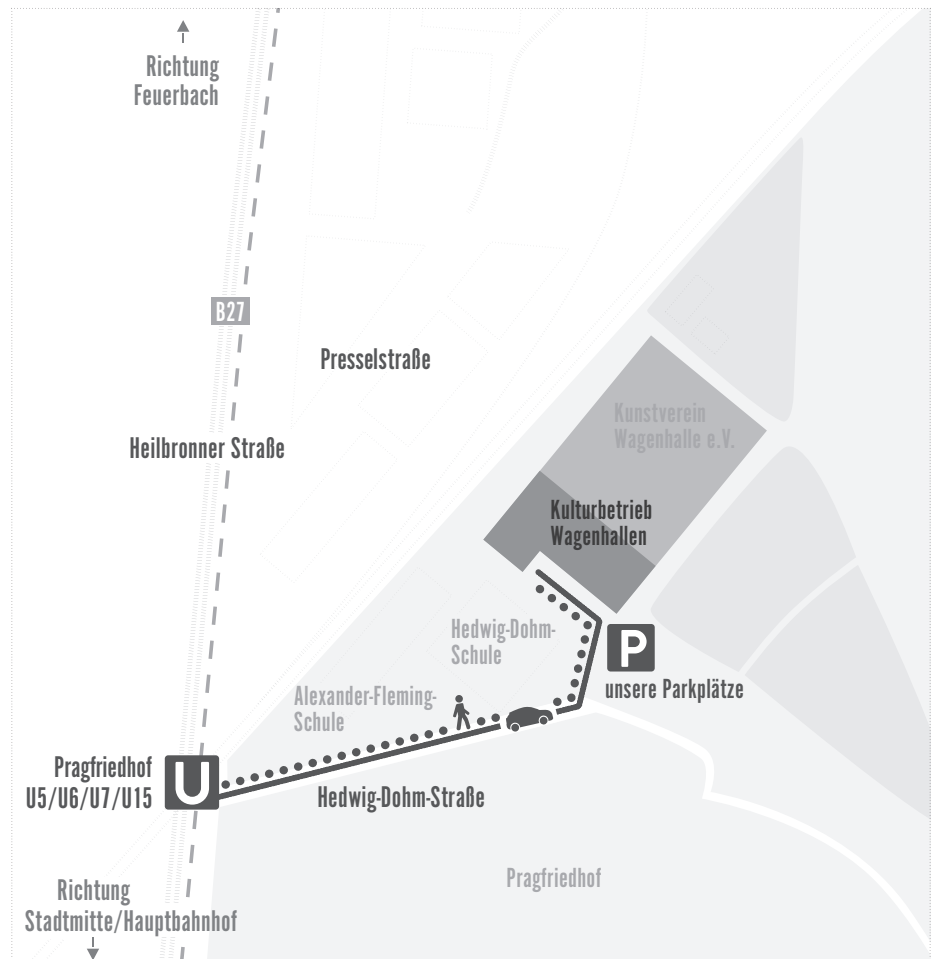 Richtung
Feuerbach
B27
Presselstraße
Heilbronner Straße
Kunstverein
Wagenhalle e.V.
Kulturbetrieb
Wagenhallen
Hedwig-Dohm-
Schule
P
unsere Parkplätze
Alexander-Fleming-
Schule
Pragfriedhof
U5/U6/U7/U15
U
Hedwig-Dohm-Straße
Pragfriedhof
Richtung
Stadtmitte/Hauptbahnhof